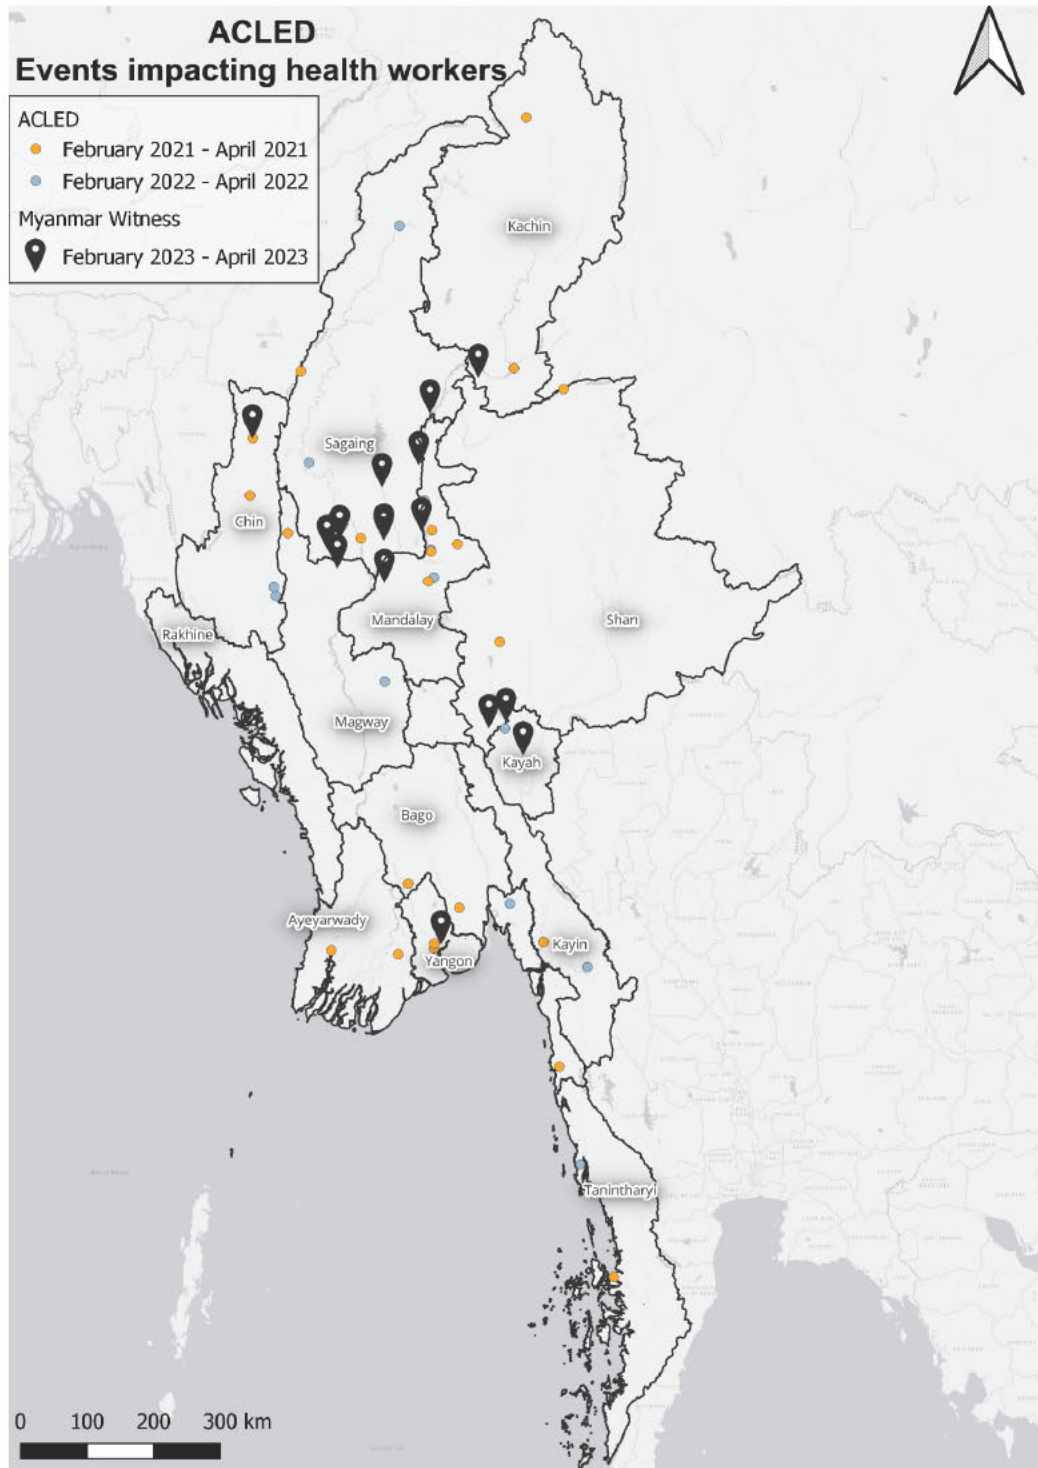 ACLED
Events impacting health workers
ACLED
February 2021 - April 2021
February 2022 - April 2022
Myanmar Witness
February 2023 - April 2023
Kachin
Sagaing
Chin
Rakhine
Mandalay
Shan
Magway
Kayah
Bago
Ayeyarwady
Yangon
Kayin
Tanintharyi
0 100 200 300 km